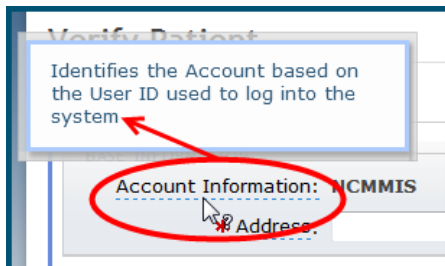 Verify Patient
Identifies the Account based on
the User ID used to log into the
system
Account Information: NCMMIS
* Address: